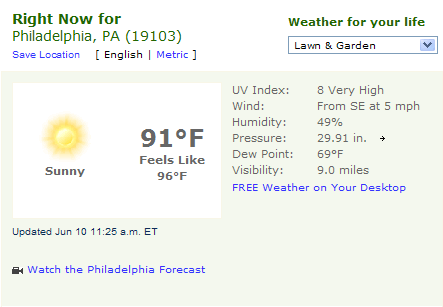 Right Now for
Philadelphia, PA (19103)
Save Location [ English | Metric ]
Weather for your life
Lawn & Garden
Sunny
91°F
Feels Like
96°F
UV Index: 8 Very High
Wind: From SE at 5 mph
Humidity: 49%
Pressure: 29.91 in.
Dew Point: 69°F
Visibility: 9.0 miles
FREE Weather on Your Desktop
Updated Jun 10 11:25 a.m. ET
Watch the Philadelphia Forecast